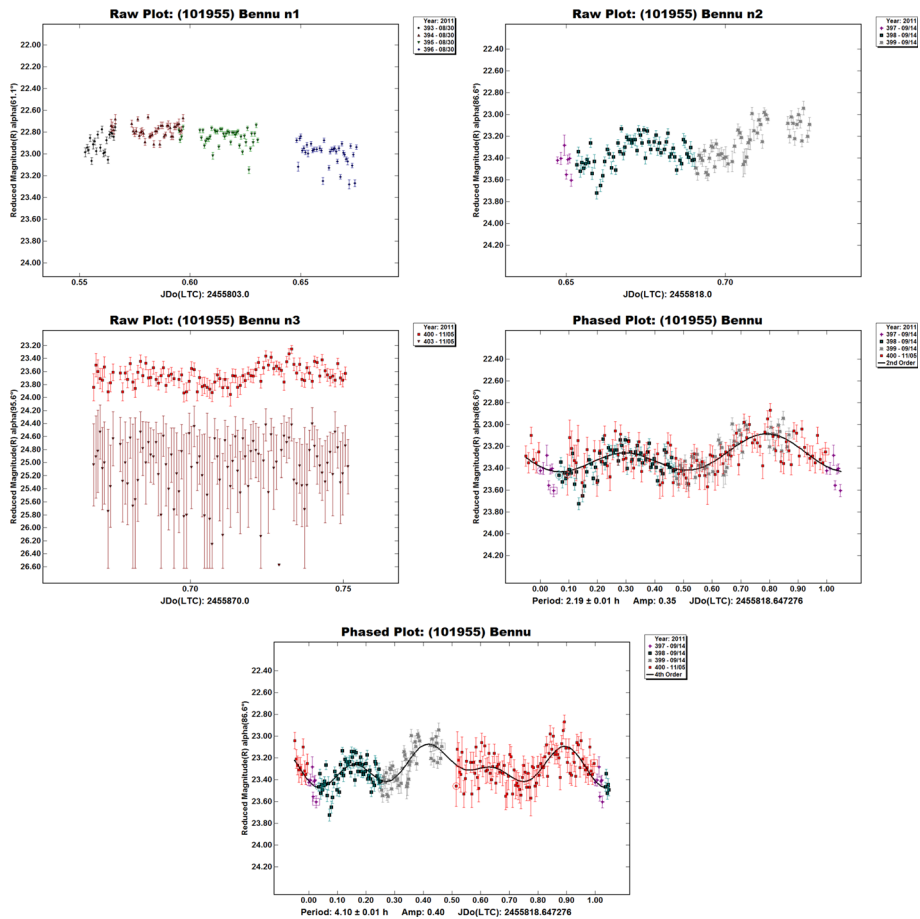 Raw Plot: (101955) Bennu n1
Year: 2011
393 - 08/30
394 - 08/30
395 - 08/30
396 - 08/30
Reduced Magnitude(R) alpha(61.1°)
22.00
22.20
22.40
22.60
22.80
23.00
23.20
23.40
23.60
23.80
24.00
0.55
0.60
0.65
JDo(LTC): 2455803.0
Raw Plot: (101955) Bennu n2
Year: 2011
397 - 09/14
398 - 09/14
399 - 09/14
Reduced Magnitude(R) alpha(86.6°)
22.40
22.60
22.80
23.00
23.20
23.40
23.60
23.80
24.00
24.20
0.65
0.70
JDo(LTC): 2455818.0
Raw Plot: (101955) Bennu n3
Year: 2011
400 - 11/05
403 - 11/05
Reduced Magnitude(R) alpha(95.6°)
23.20
23.40
23.60
23.80
24.00
24.20
24.40
24.60
24.80
25.00
25.20
25.40
25.60
25.80
26.00
26.20
26.40
26.60
0.70
0.75
JDo(LTC): 2455870.0
Phased Plot: (101955) Bennu
Year: 2011
397 - 09/14
398 - 09/14
399 - 09/14
400 - 11/05
2nd Order
Reduced Magnitude(R) alpha(86.6°)
22.40
22.60
22.80
23.00
23.20
23.40
23.60
23.80
24.00
24.20
0.00 0.10 0.20 0.30 0.40 0.50 0.60 0.70 0.80 0.90 1.00
Period: 2.19 ± 0.01 h Amp: 0.35 JDo(LTC): 2455818.647276
Phased Plot: (101955) Bennu
Year: 2011
397 - 09/14
398 - 09/14
399 - 09/14
400 - 11/05
4th Order
Reduced Magnitude(R) alpha(86.6°)
22.40
22.60
22.80
23.00
23.20
23.40
23.60
23.80
24.00
24.20
0.00 0.10 0.20 0.30 0.40 0.50 0.60 0.70 0.80 0.90 1.00
Period: 4.10 ± 0.01 h Amp: 0.40 JDo(LTC): 2455818.647276